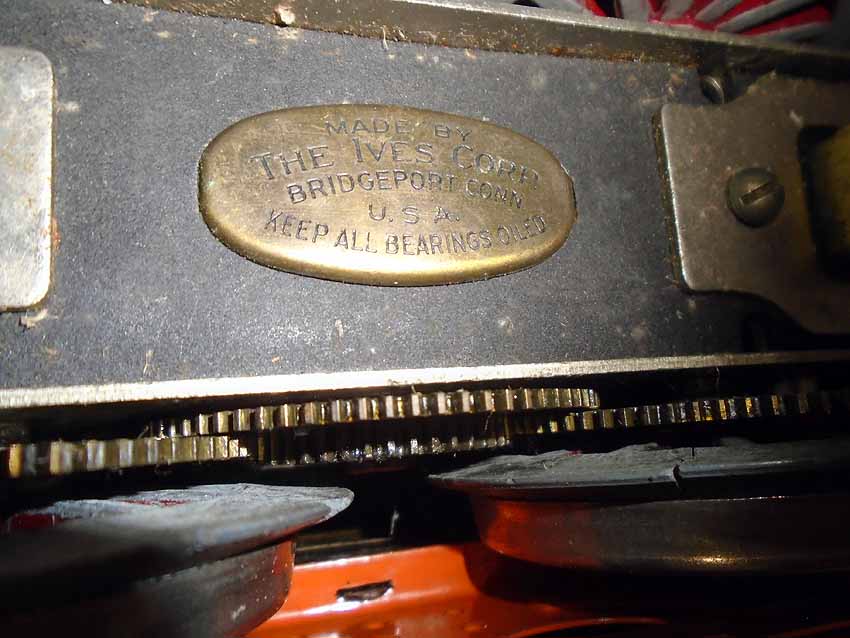 MADE BY
THE IVES CORP.
BRIDGEPORT CONN.
U.S.A.
KEEP ALL BEARINGS OILED